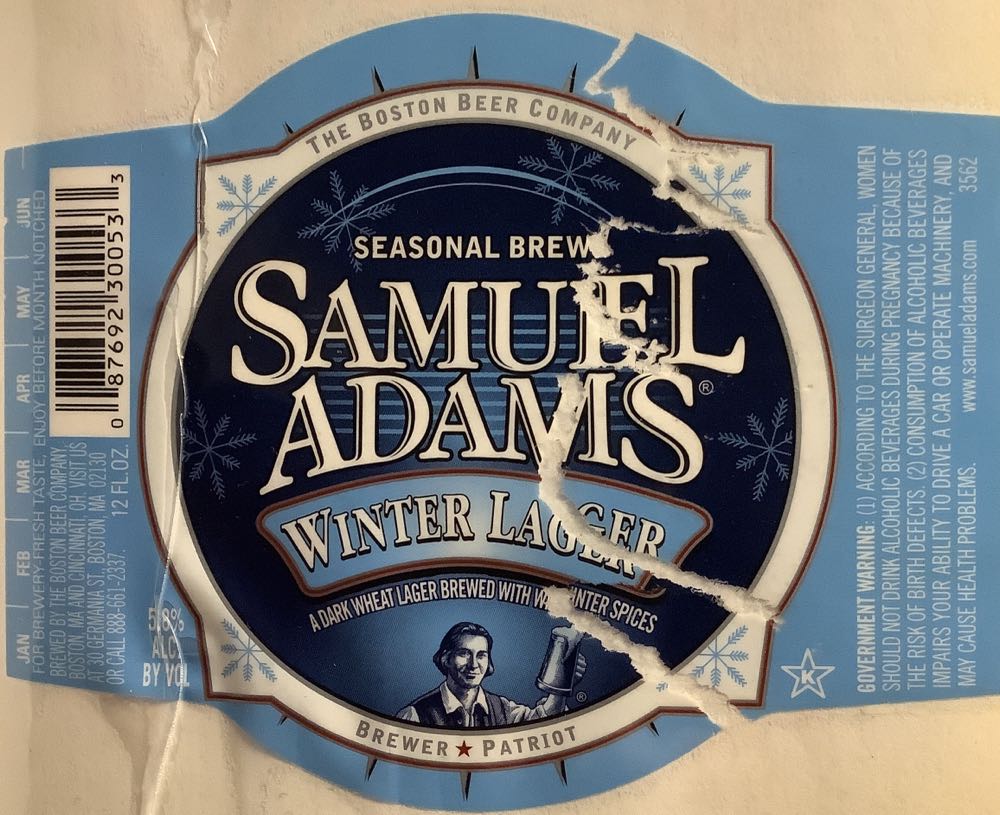 THE BOSTON BEER COMPANY
SEASONAL BREW
SAMUEL
ADAMS®
WINTER LAGER
A DARK WHEAT LAGER BREWED WITH WINTER SPICES
®
BREWER ★ PATRIOT
JAN FEB MAR APR MAY JUN
FOR BREWERY-FRESH TASTE, ENJOY BEFORE MONTH NOTCHED
BREWED BY THE BOSTON BEER COMPANY,
BOSTON, MA AND CINCINNATI, OH. VISIT US
AT 30 GERMANIA ST. BOSTON, MA 02130
OR CALL 888-661-2337. 12 FL.OZ.
0 87692 30053 3
5.8%
ALC.
BY VOL
K
GOVERNMENT WARNING: (1) ACCORDING TO THE SURGEON GENERAL, WOMEN
SHOULD NOT DRINK ALCOHOLIC BEVERAGES DURING PREGNANCY BECAUSE OF
THE RISK OF BIRTH DEFECTS. (2) CONSUMPTION OF ALCOHOLIC BEVERAGES
IMPAIRS YOUR ABILITY TO DRIVE A CAR OR OPERATE MACHINERY, AND
MAY CAUSE HEALTH PROBLEMS. www.samueladams.com 3562